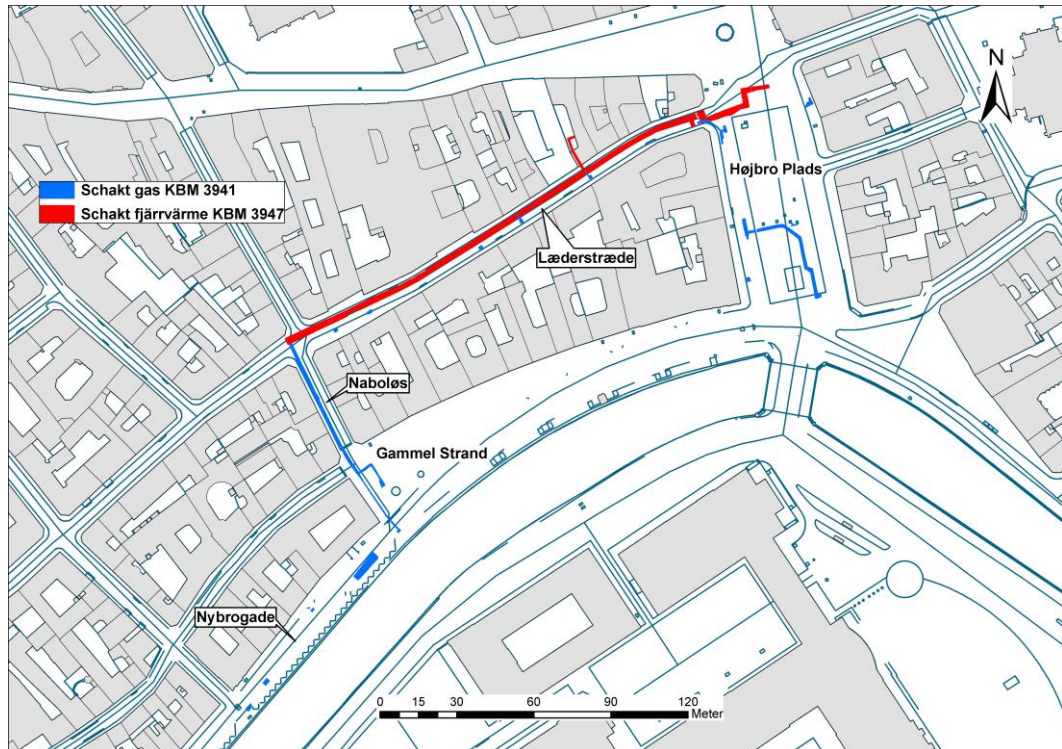 N
Højbro Plads
Schakt gas KBM 3941
Schakt fjärrvärme KBM 3947
Læderstræde
Naboløs
Gammel Strand
Nybrogade
0 15 30 60 90 120
Meter